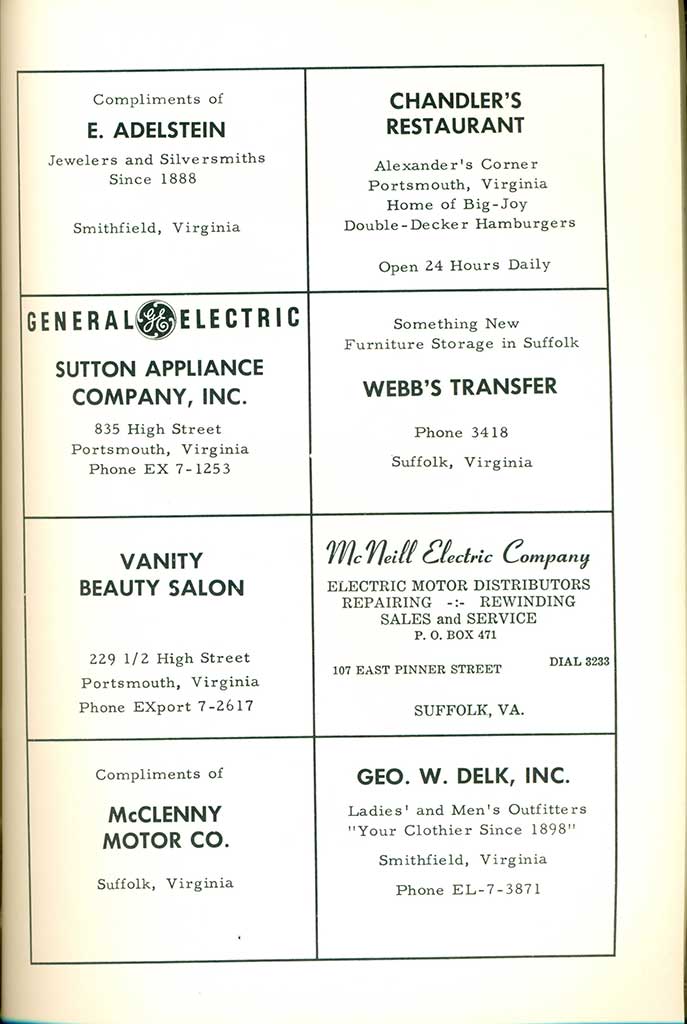 Compliments of
E. ADELSTEIN
Jewelers and Silversmiths
Since 1888
Smithfield, Virginia
CHANDLER'S
RESTAURANT
Alexander's Corner
Portsmouth, Virginia
Home of Big-Joy
Double-Decker Hamburgers
Open 24 Hours Daily
GENERAL GE ELECTRIC
SUTTON APPLIANCE
COMPANY, INC.
835 High Street
Portsmouth, Virginia
Phone EX 7-1253
Something New
Furniture Storage in Suffolk
WEBB'S TRANSFER
Phone 3418
Suffolk, Virginia
VANITY
BEAUTY SALON
229 1/2 High Street
Portsmouth, Virginia
Phone EXport 7-2617
McNeill Electric Company
ELECTRIC MOTOR DISTRIBUTORS
REPAIRING -:- REWINDING
SALES and SERVICE
P. O. BOX 471
107 EAST PINNER STREET DIAL 3233
SUFFOLK, VA.
Compliments of
McCLENNY
MOTOR CO.
Suffolk, Virginia
GEO. W. DELK, INC.
Ladies' and Men's Outfitters
"Your Clothier Since 1898"
Smithfield, Virginia
Phone EL-7-3871